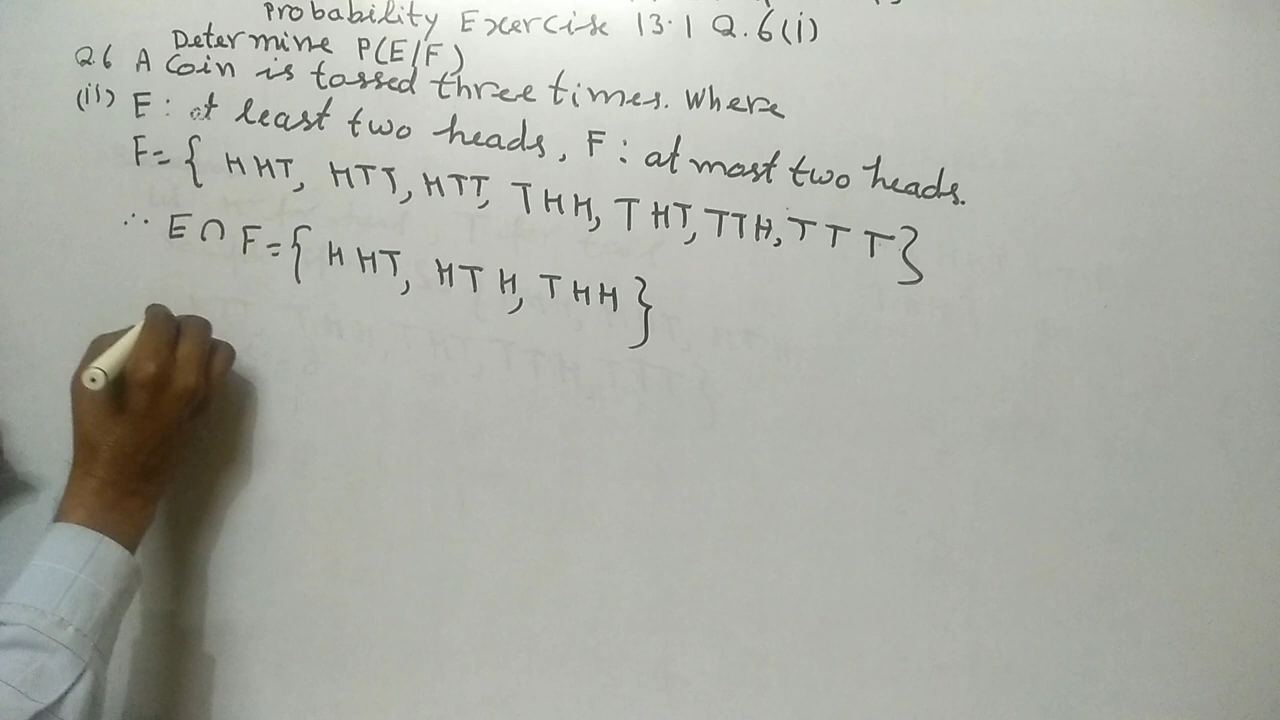 Probability Exercise 13.1 Q.6(i)
Determine P(E/F)
Q6 A Coin is tossed three times. Where
(ii) E: at least two heads, F: at most two heads.
F={ HHT, HTT, HTT, THH, THT, TTH, TTT}
∴ E∩F={ HHT, HTH, THH }